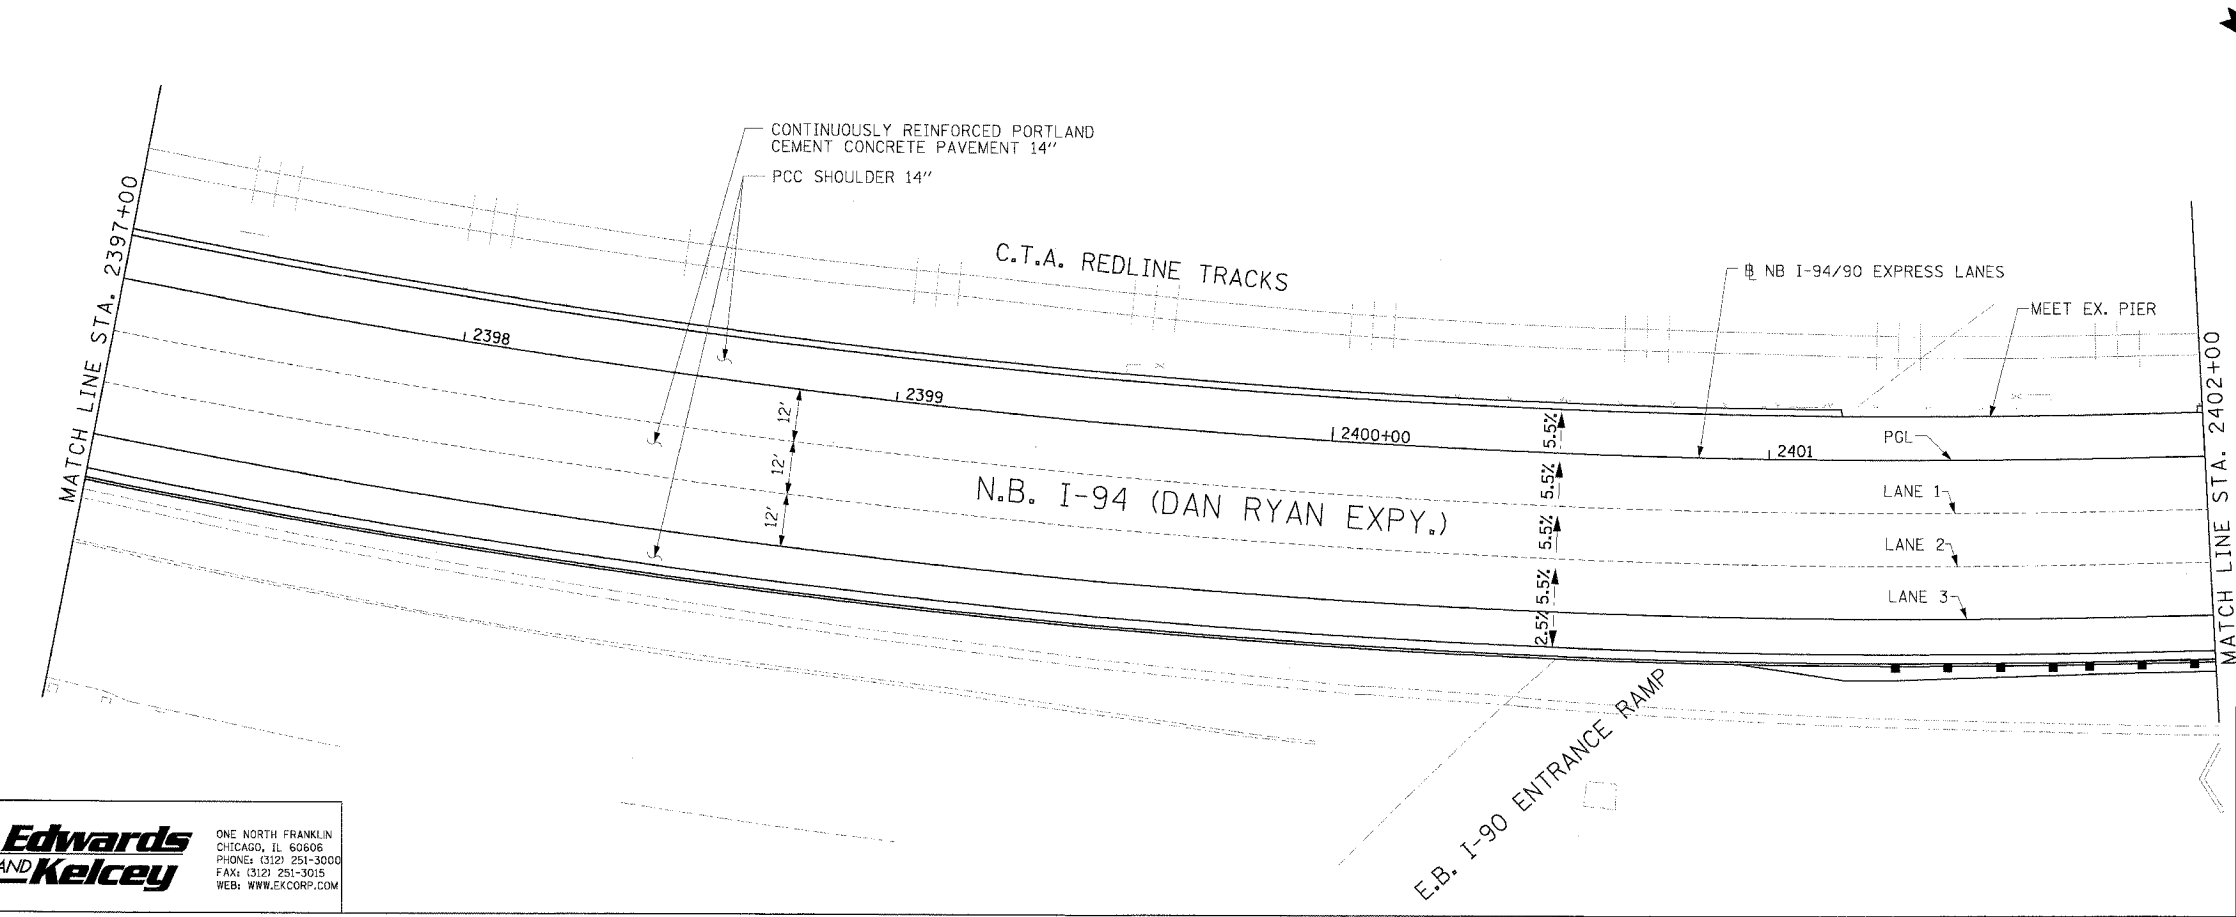 CONTINUOUSLY REINFORCED PORTLAND
CEMENT CONCRETE PAVEMENT 14"
PCC SHOULDER 14"
C.T.A. REDLINE TRACKS
℄ NB I-94/90 EXPRESS LANES
MEET EX. PIER
MATCH LINE STA. 2397+00
2398
2399
2400+00
2401
12'
12'
12'
N.B. I-94 (DAN RYAN EXPY.)
5.5%
5.5%
5.5%
5.5%
2.5%
PGL
LANE 1
LANE 2
LANE 3
MATCH LINE STA. 2402+00
E.B. I-90 ENTRANCE RAMP
Edwards
AND Kelcey
ONE NORTH FRANKLIN
CHICAGO, IL 60606
PHONE: (312) 251-3000
FAX: (312) 251-3015
WEB: WWW.EKCORP.COM